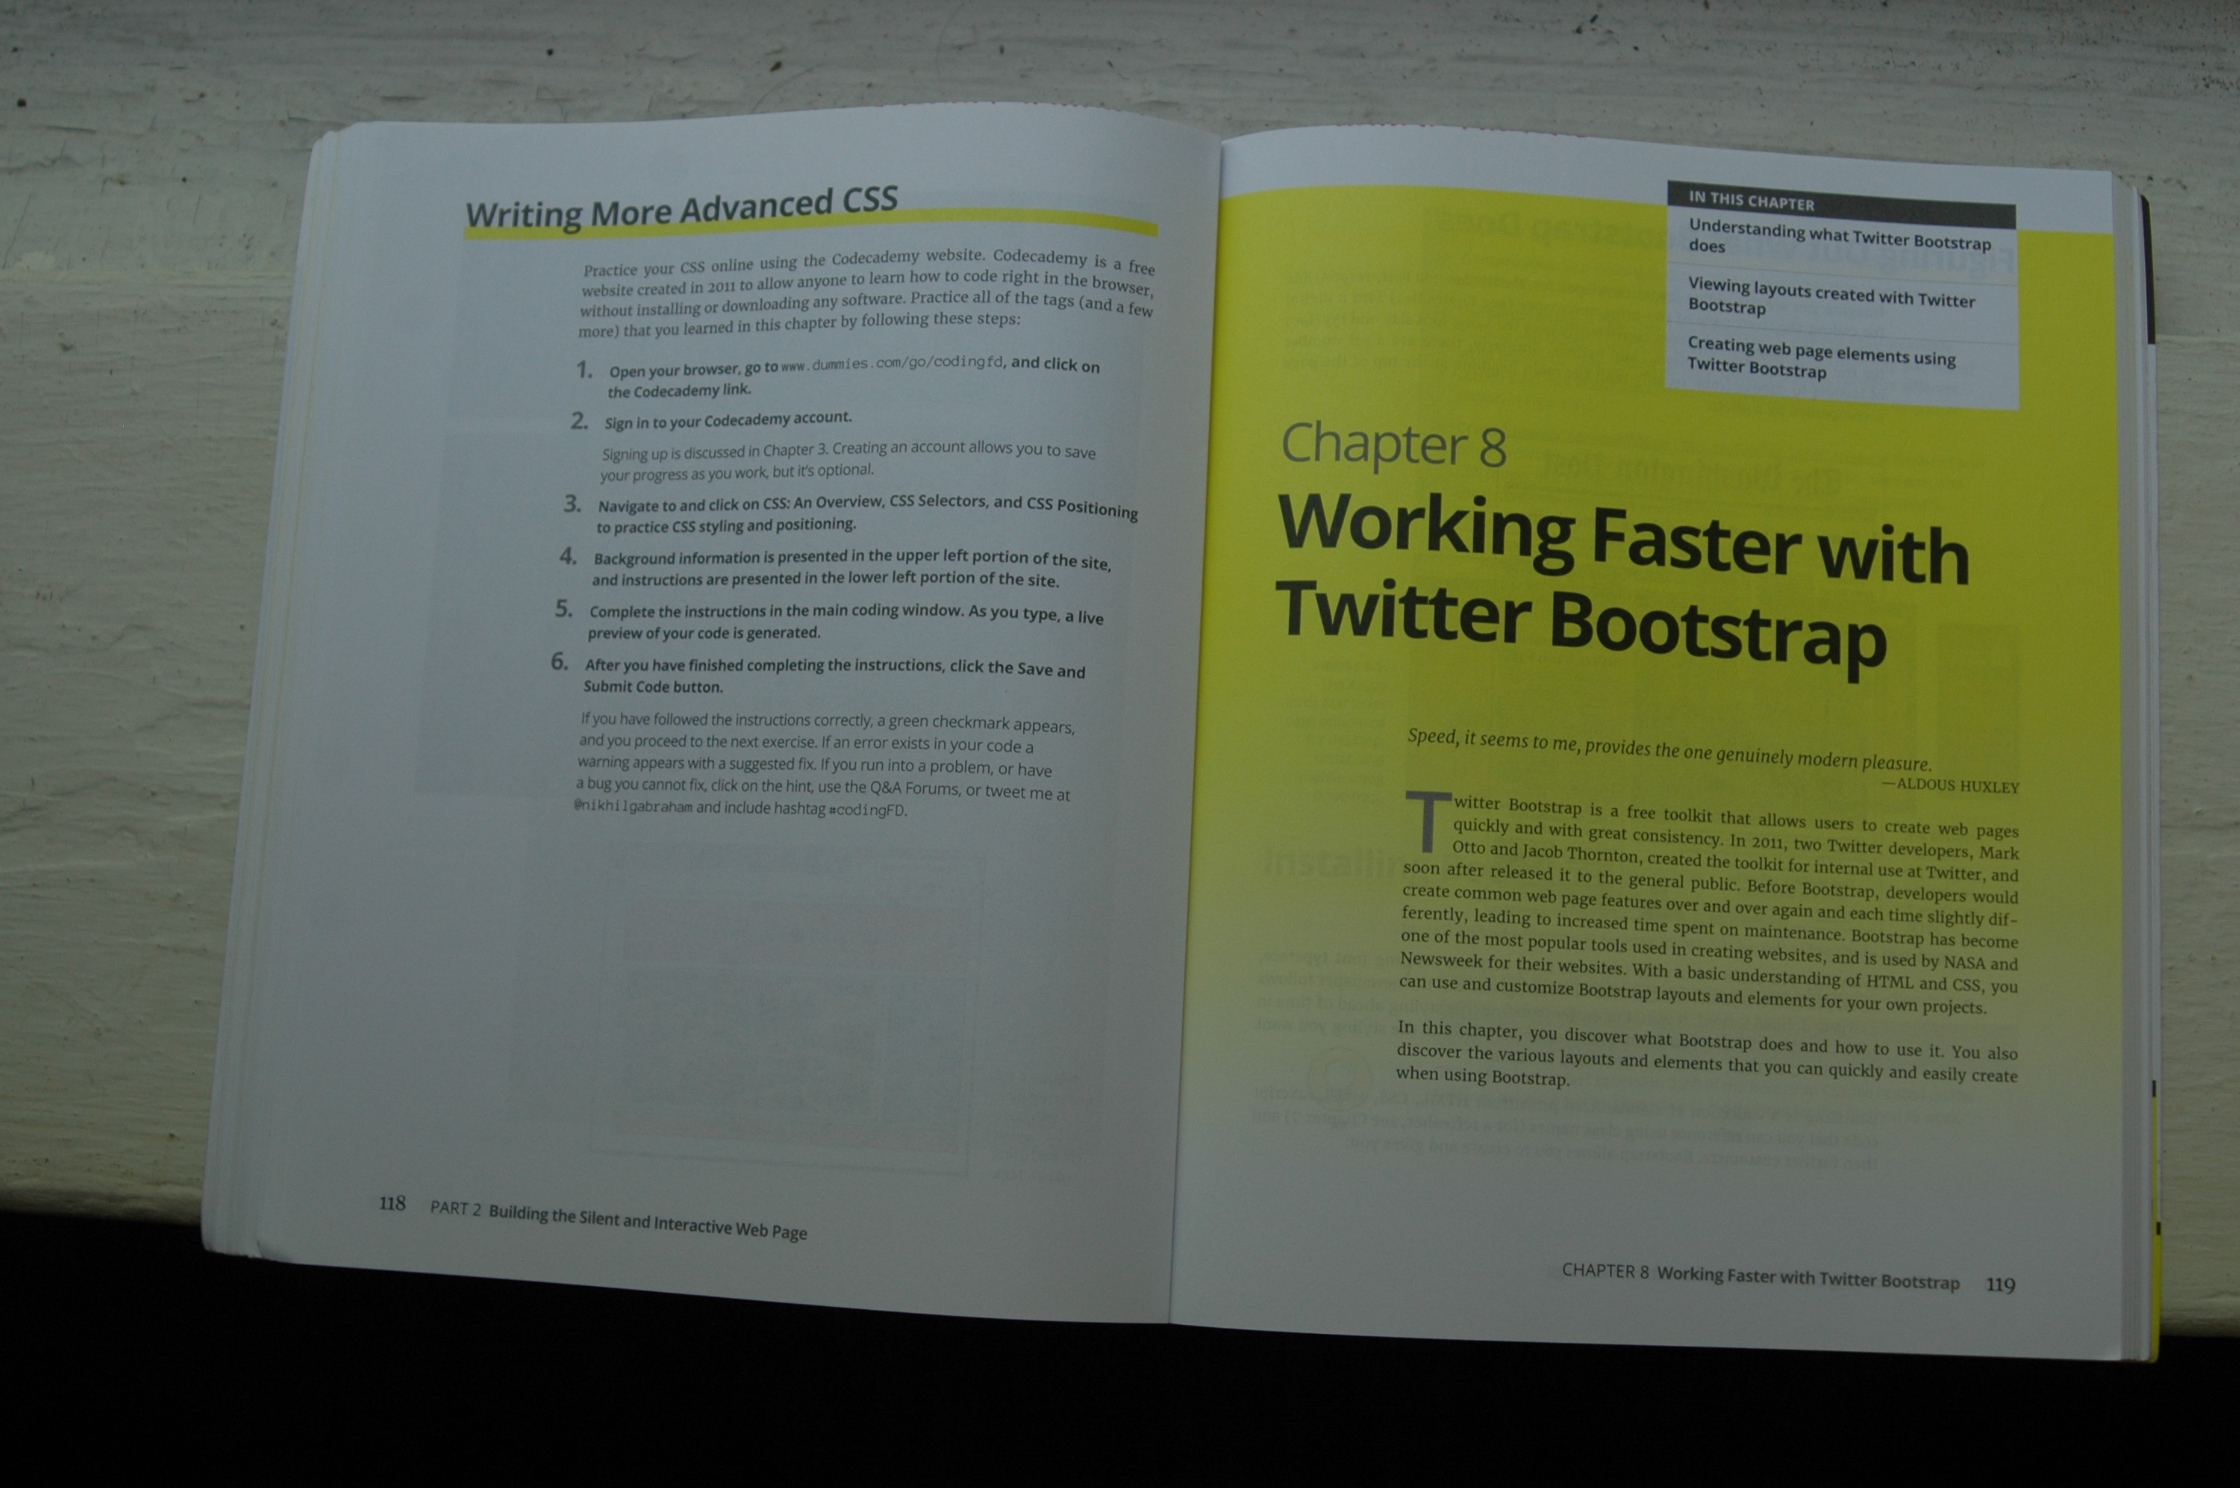 Writing More Advanced CSS
Practice your CSS online using the Codecademy website. Codecademy is a free
website created in 2011 to allow anyone to learn how to code right in the browser,
without installing or downloading any software. Practice all of the tags (and a few
more) that you learned in this chapter by following these steps:
1. Open your browser, go to www.dummies.com/go/codingfd, and click on
the Codecademy link.
2. Sign in to your Codecademy account.
Signing up is discussed in Chapter 3. Creating an account allows you to save
your progress as you work, but it's optional.
3. Navigate to and click on CSS: An Overview, CSS Selectors, and CSS Positioning
to practice CSS styling and positioning.
4. Background information is presented in the upper left portion of the site,
and instructions are presented in the lower left portion of the site.
5. Complete the instructions in the main coding window. As you type, a live
preview of your code is generated.
6. After you have finished completing the instructions, click the Save and
Submit Code button.
If you have followed the instructions correctly, a green checkmark appears,
and you proceed to the next exercise. If an error exists in your code a
warning appears with a suggested fix. If you run into a problem, or have
a bug you cannot fix, click on the hint, use the Q&A Forums, or tweet me at
@nikhilgabraham and include hashtag #codingFD.
118 PART 2 Building the Silent and Interactive Web Page
IN THIS CHAPTER
Understanding what Twitter Bootstrap
does
Viewing layouts created with Twitter
Bootstrap
Creating web page elements using
Twitter Bootstrap
Chapter 8
Working Faster with
Twitter Bootstrap
Speed, it seems to me, provides the one genuinely modern pleasure.
—ALDOUS HUXLEY
Twitter Bootstrap is a free toolkit that allows users to create web pages
quickly and with great consistency. In 2011, two Twitter developers, Mark
Otto and Jacob Thornton, created the toolkit for internal use at Twitter, and
soon after released it to the general public. Before Bootstrap, developers would
create common web page features over and over again and each time slightly dif-
ferently, leading to increased time spent on maintenance. Bootstrap has become
one of the most popular tools used in creating websites, and is used by NASA and
Newsweek for their websites. With a basic understanding of HTML and CSS, you
can use and customize Bootstrap layouts and elements for your own projects.
In this chapter, you discover what Bootstrap does and how to use it. You also
discover the various layouts and elements that you can quickly and easily create
when using Bootstrap.
CHAPTER 8 Working Faster with Twitter Bootstrap 119